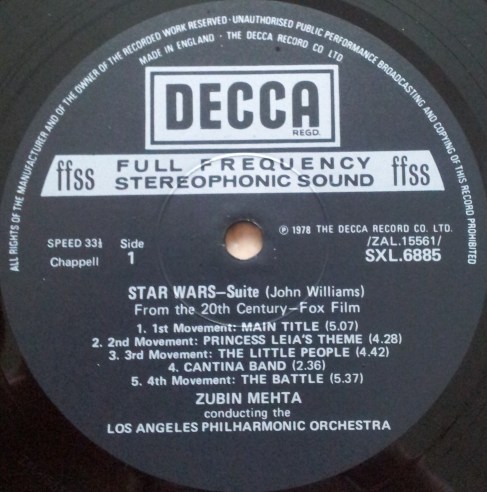 ALL RIGHTS OF THE MANUFACTURER AND OF THE OWNER OF THE RECORDED WORK RESERVED · UNAUTHORISED PUBLIC PERFORMANCE BROADCASTING AND COPYING OF THIS RECORD PROHIBITED
MADE IN ENGLAND · THE DECCA RECORD CO LTD
DECCA
REGD.
ffss FULL FREQUENCY STEREOPHONIC SOUND ffss
℗ 1978 THE DECCA RECORD CO. LTD.
SPEED 33⅓ Side /ZAL.15561/
Chappell 1 SXL.6885
STAR WARS–Suite (John Williams)
From the 20th Century–Fox Film
1. 1st Movement: MAIN TITLE (5.07)
2. 2nd Movement: PRINCESS LEIA'S THEME (4.28)
3. 3rd Movement: THE LITTLE PEOPLE (4.42)
4. CANTINA BAND (2.36)
5. 4th Movement: THE BATTLE (5.37)
ZUBIN MEHTA
conducting the
LOS ANGELES PHILHARMONIC ORCHESTRA